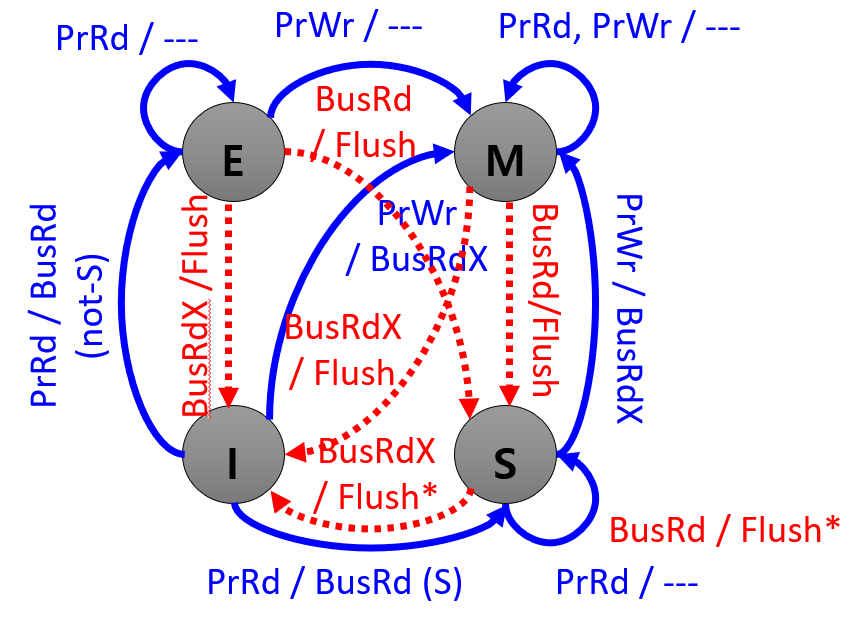 PrRd / ---
PrWr / ---
PrRd, PrWr / ---
BusRd
/ Flush
E
M
PrWr
/ BusRdX
PrRd / BusRd
(not-S)
BusRdX /Flush
BusRd/Flush
PrWr / BusRdX
BusRdX
/ Flush
I
S
BusRdX
/ Flush*
BusRd / Flush*
PrRd / BusRd (S)
PrRd / ---